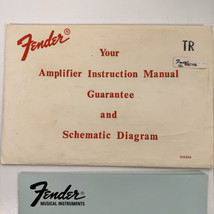 Fender®
Your
TR
Amplifier Instruction Manual
Guarantee
and
Schematic Diagram
Fender®
MUSICAL INSTRUMENTS